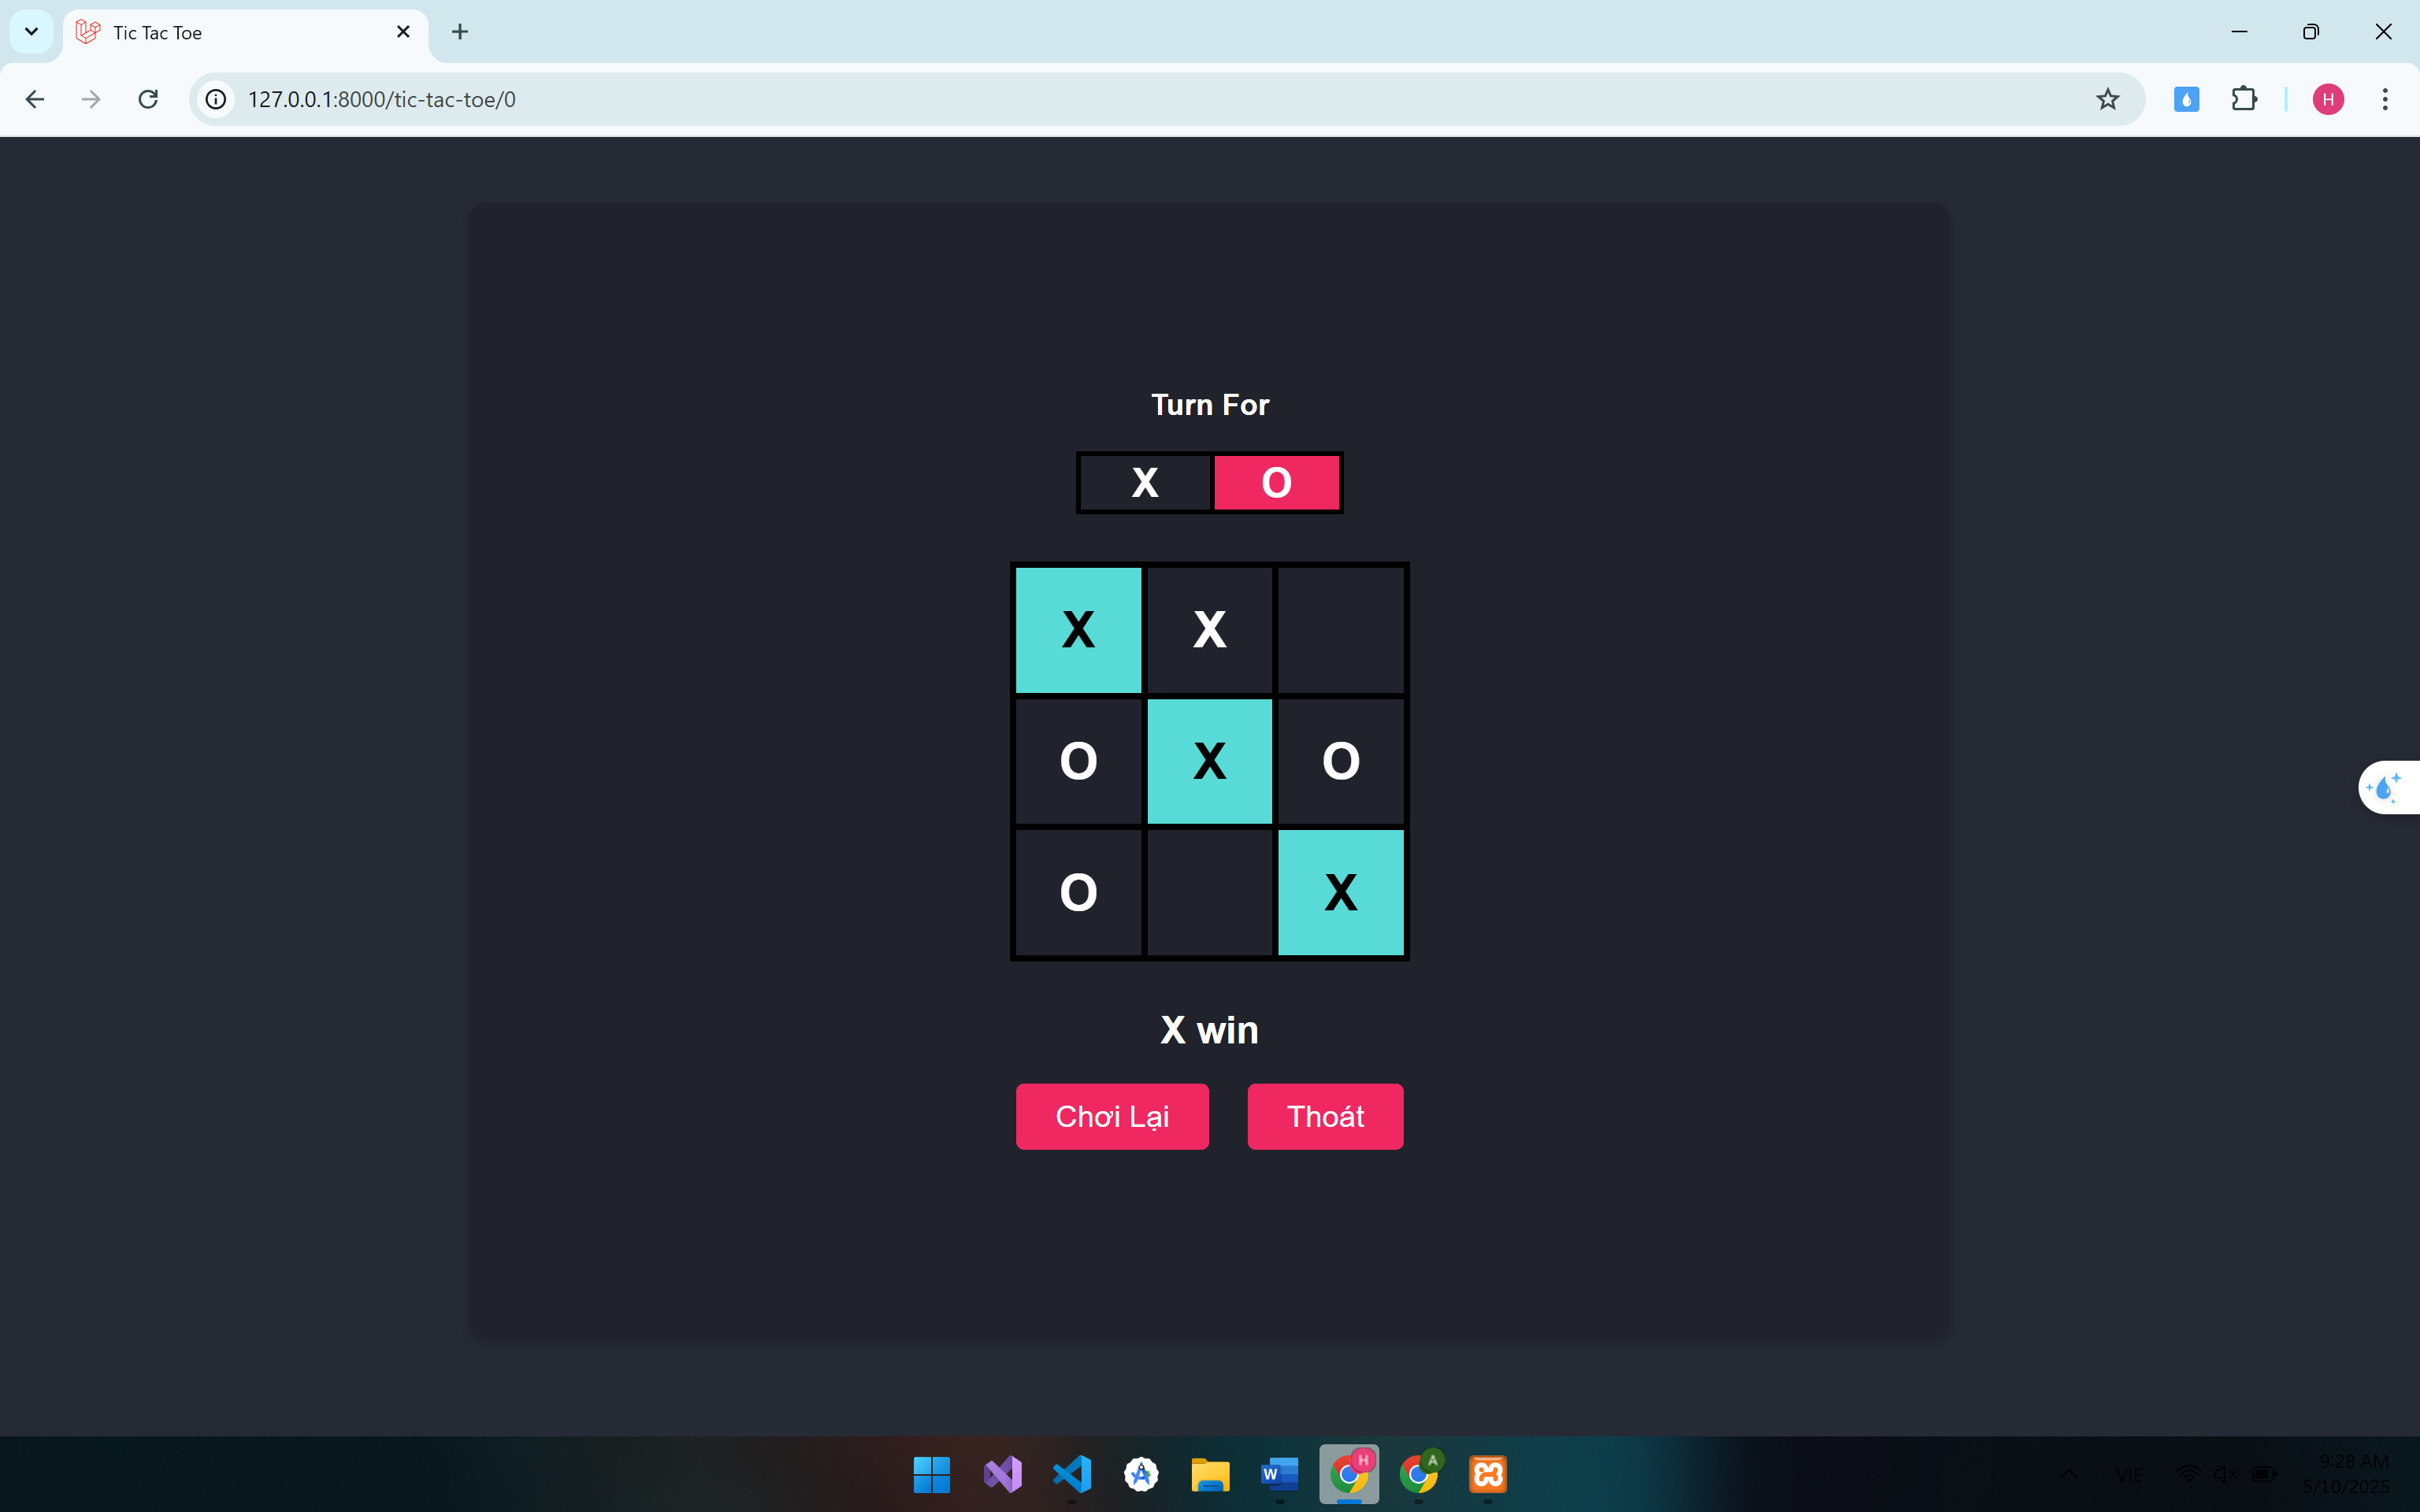 Tic Tac Toe
127.0.0.1:8000/tic-tac-toe/0
H
Turn For
X O
X X
O X O
O X
X win
Chơi Lại Thoát
W H A
VIE
9:28 AM
5/10/2025